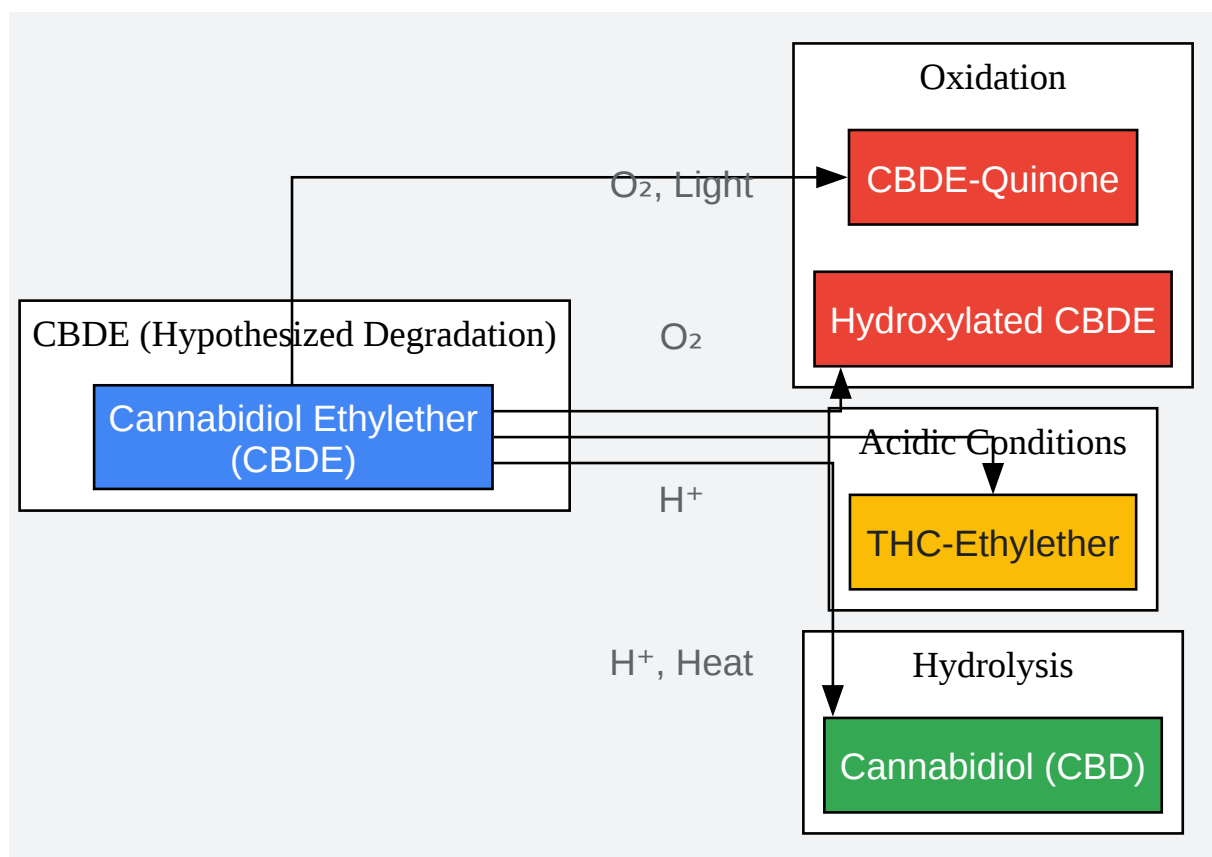 Oxidation
CBDE-Quinone
O₂, Light
Hydroxylated CBDE
CBDE (Hypothesized Degradation)
O₂
Cannabidiol Ethylether
(CBDE)
Acidic Conditions
H⁺
THC-Ethylether
H⁺, Heat
Hydrolysis
Cannabidiol (CBD)